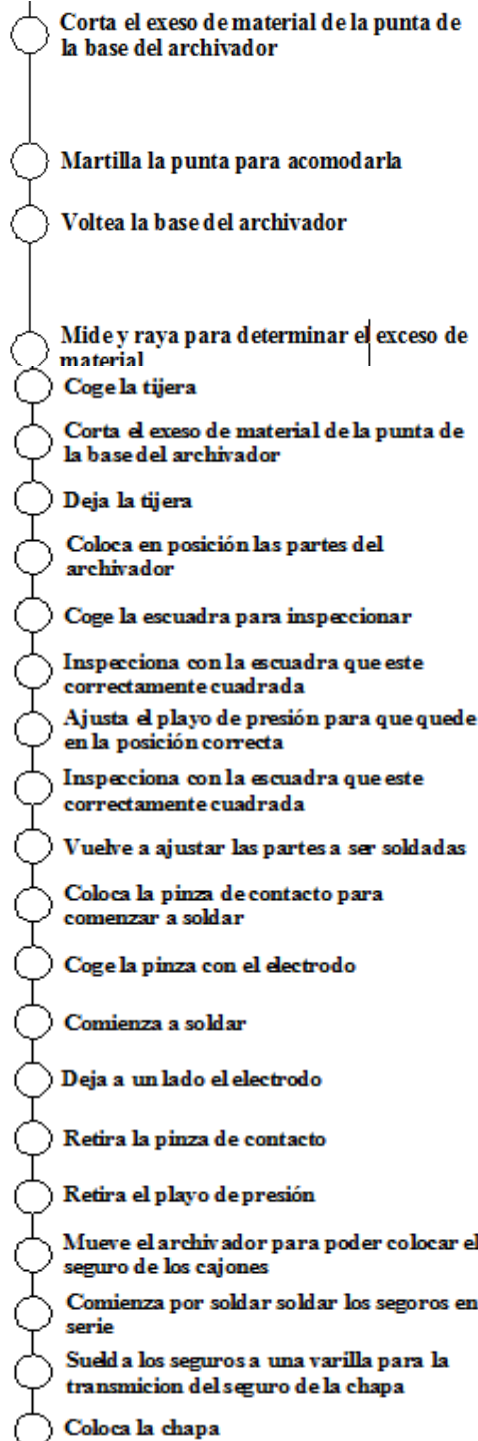 Corta el exeso de material de la punta de
la base del archivador
Martilla la punta para acomodarla
Voltea la base del archivador
Mide y raya para determinar el exceso de
material
Coge la tijera
Corta el exeso de material de la punta de
la base del archivador
Deja la tijera
Coloca en posición las partes del
archivador
Coge la escuadra para inspeccionar
Inspecciona con la escuadra que este
correctamente cuadrada
Ajusta el playo de presión para que quede
en la posición correcta
Inspecciona con la escuadra que este
correctamente cuadrada
Vuelve a ajustar las partes a ser soldadas
Coloca la pinza de contacto para
comenzar a soldar
Coge la pinza con el electrodo
Comienza a soldar
Deja a un lado el electrodo
Retira la pinza de contacto
Retira el playo de presión
Mueve el archivador para poder colocar el
seguro de los cajones
Comienza por soldar soldar los segoros en
serie
Suelda los seguros a una varilla para la
transmicion del seguro de la chapa
Coloca la chapa